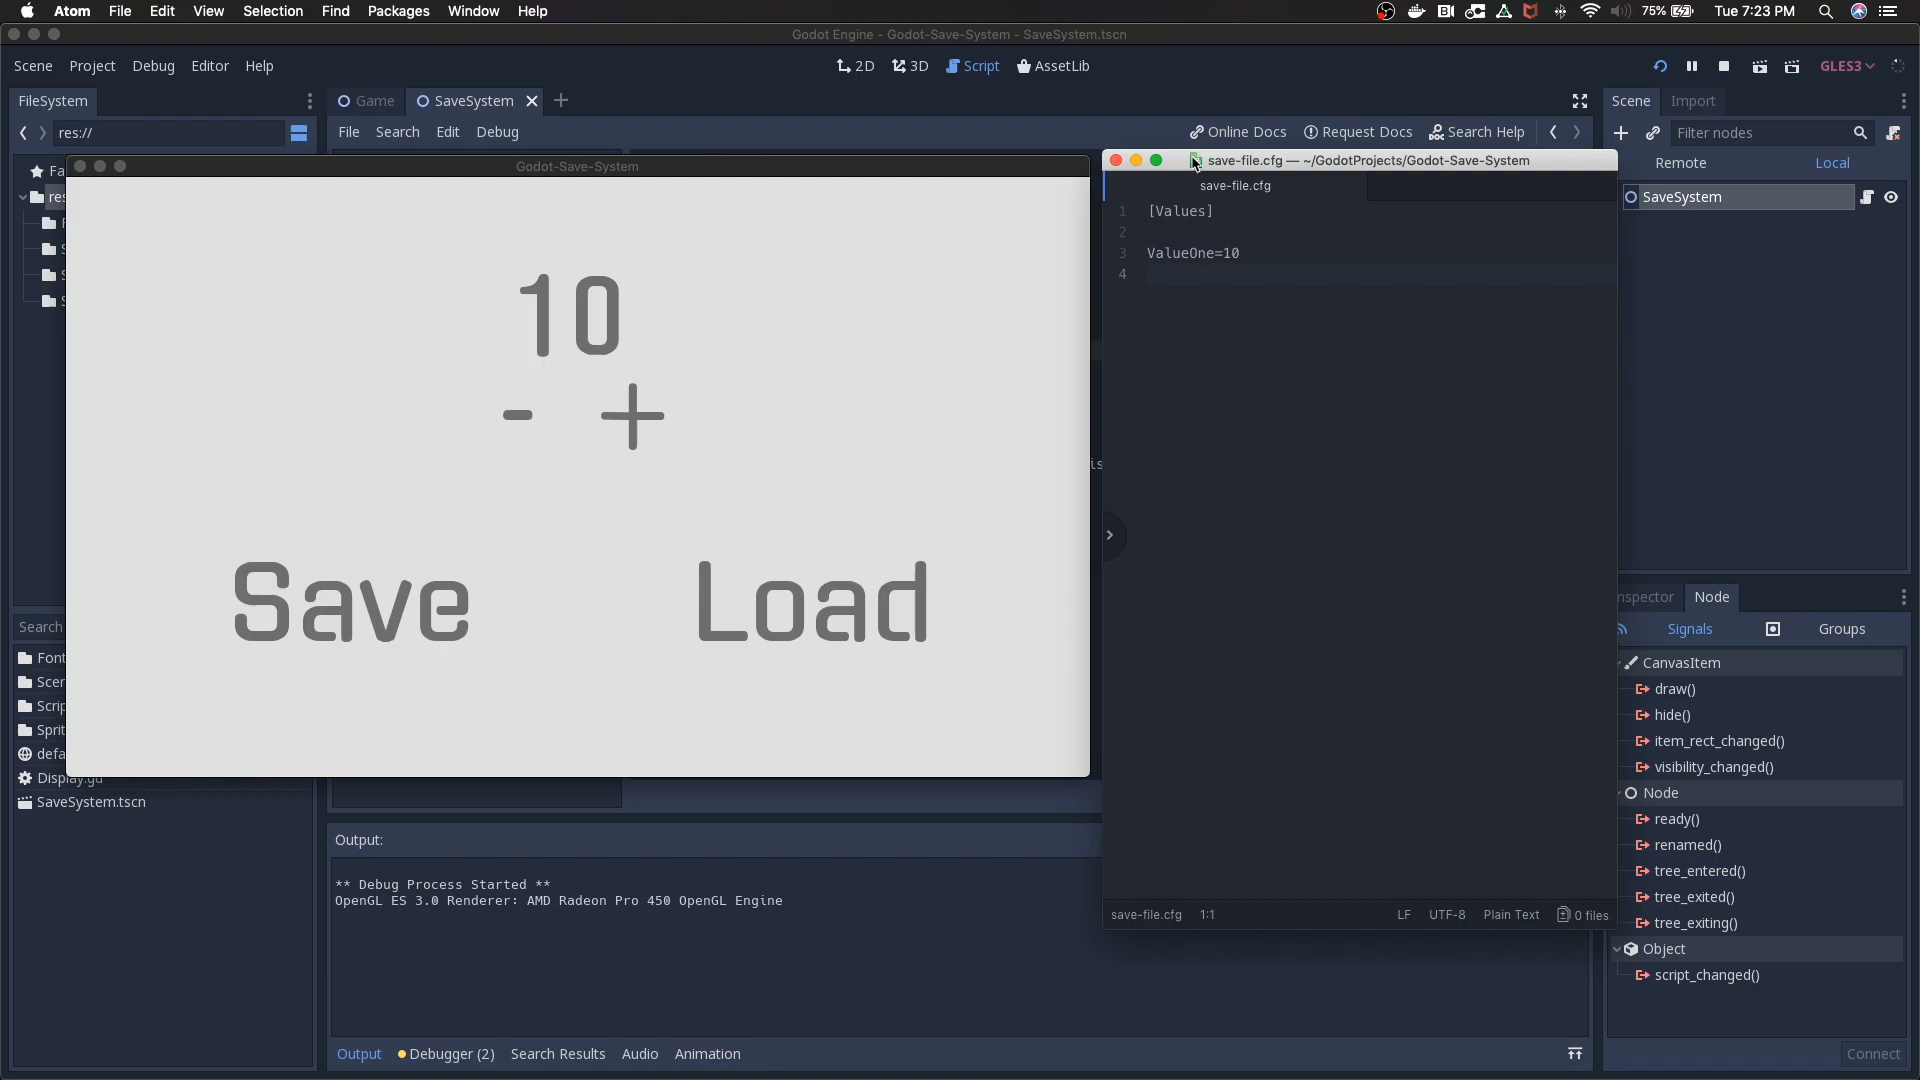 Atom File Edit View Selection Find Packages Window Help
75% Tue 7:23 PM
Godot Engine - Godot-Save-System - SaveSystem.tscn
Scene Project Debug Editor Help
2D 3D Script AssetLib
GLES3
FileSystem
Game SaveSystem
Scene Import
res://
File Search Edit Debug
Online Docs Request Docs Search Help
Filter nodes
Remote Local
SaveSystem
Godot-Save-System
10
- +
Save Load
save-file.cfg — ~/GodotProjects/Godot-Save-System
save-file.cfg
1 [Values]
2
3 ValueOne=10
4
save-file.cfg 1:1 LF UTF-8 Plain Text 0 files
Search
Display.gd
SaveSystem.tscn
Output:
** Debug Process Started **
OpenGL ES 3.0 Renderer: AMD Radeon Pro 450 OpenGL Engine
Output Debugger (2) Search Results Audio Animation
nspector Node
Signals Groups
CanvasItem
draw()
hide()
item_rect_changed()
visibility_changed()
Node
ready()
renamed()
tree_entered()
tree_exited()
tree_exiting()
Object
script_changed()
Connect